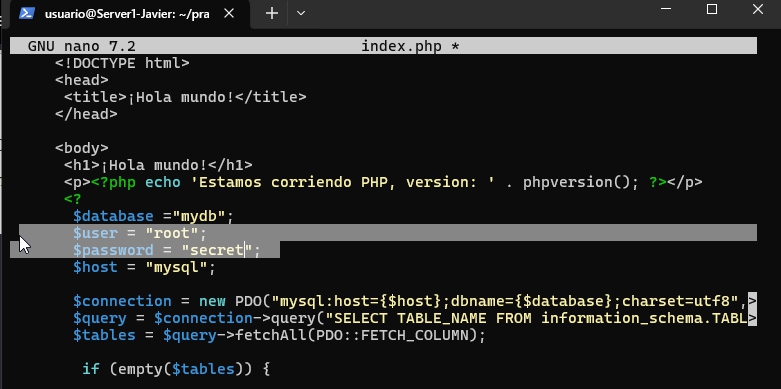 usuario@Server1-Javier: ~/pra
GNU nano 7.2 index.php *
<!DOCTYPE html>
<head>
<title>¡Hola mundo!</title>
</head>
<body>
<h1>¡Hola mundo!</h1>
<p><?php echo 'Estamos corriendo PHP, version: ' . phpversion(); ?></p>
<?
$database ="mydb";
$user = "root";
$password = "secret";
$host = "mysql";
$connection = new PDO("mysql:host={$host};dbname={$database};charset=utf8",>
$query = $connection->query("SELECT TABLE_NAME FROM information_schema.TABL>
$tables = $query->fetchAll(PDO::FETCH_COLUMN);
if (empty($tables)) {